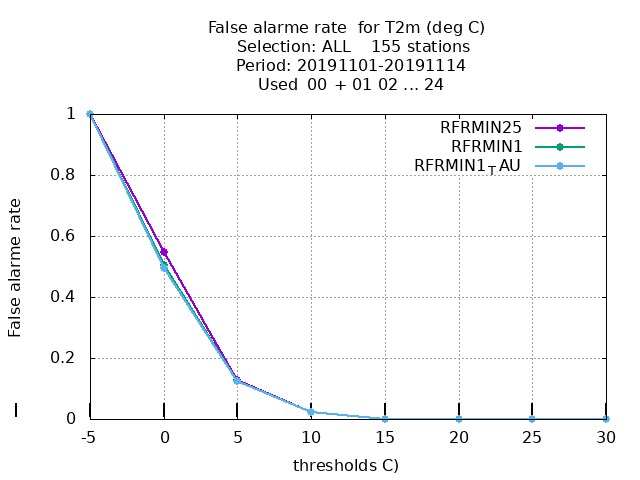 False alarme rate  for T2m (deg C)
Selection: ALL    155 stations
Period: 20191101-20191114
Used  00 + 01 02 ... 24
RFRMIN25
RFRMIN1
RFRMIN1TAU
False alarme rate
1
0.8
0.6
0.4
0.2
0
-5 0 5 10 15 20 25 30
thresholds C)